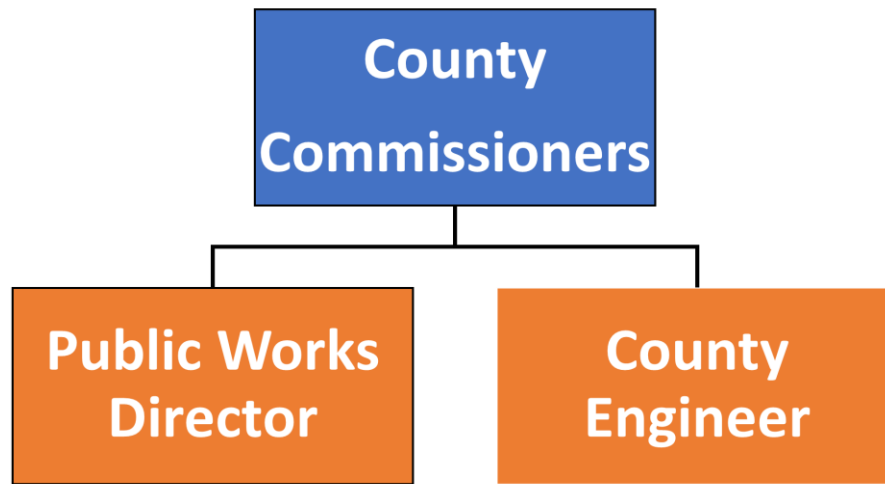 County
Commissioners
Public Works
Director
County
Engineer